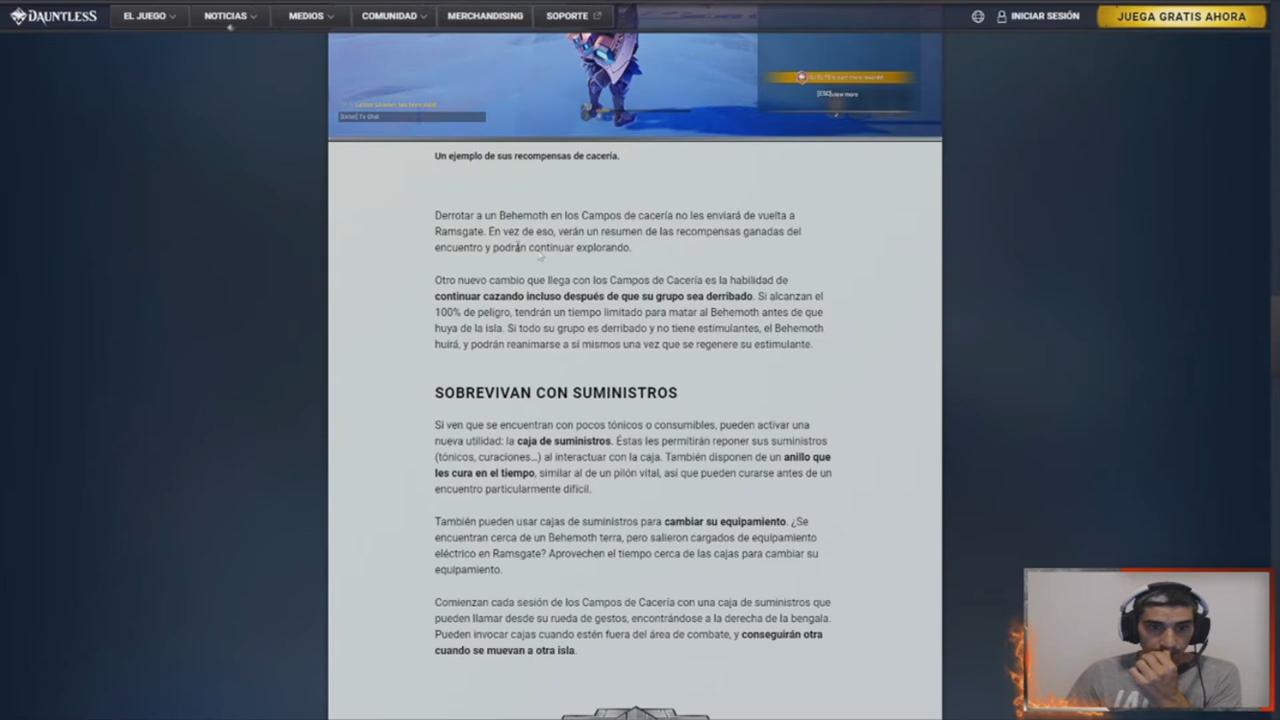 DAUNTLESS
EL JUEGO
NOTICIAS
MEDIOS
COMUNIDAD
MERCHANDISING
SOPORTE
INICIAR SESIÓN
JUEGA GRATIS AHORA
Un ejemplo de sus recompensas de cacería.
Derrotar a un Behemoth en los Campos de cacería no les enviará de vuelta a
Ramsgate. En vez de eso, verán un resumen de las recompensas ganadas del
encuentro y podrán continuar explorando.
Otro nuevo cambio que llega con los Campos de Cacería es la habilidad de
continuar cazando incluso después de que su grupo sea derribado. Si alcanzan el
100% de peligro, tendrán un tiempo limitado para matar al Behemoth antes de que
huya de la isla. Si todo su grupo es derribado y no tiene estimulantes, el Behemoth
huirá, y podrán reanimarse a sí mismos una vez que se regenere su estimulante.
SOBREVIVAN CON SUMINISTROS
Si ven que se encuentran con pocos tónicos o consumibles, pueden activar una
nueva utilidad: la caja de suministros. Éstas les permitirán reponer sus suministros
(tónicos, curaciones...) al interactuar con la caja. También disponen de un anillo que
les cura en el tiempo, similar al de un pilón vital, así que pueden curarse antes de un
encuentro particularmente difícil.
También pueden usar cajas de suministros para cambiar su equipamiento. ¿Se
encuentran cerca de un Behemoth terra, pero salieron cargados de equipamiento
eléctrico en Ramsgate? Aprovechen el tiempo cerca de las cajas para cambiar su
equipamiento.
Comienzan cada sesión de los Campos de Cacería con una caja de suministros que
pueden llamar desde su rueda de gestos, encontrándose a la derecha de la bengala.
Pueden invocar cajas cuando estén fuera del área de combate, y conseguirán otra
cuando se muevan a otra isla.